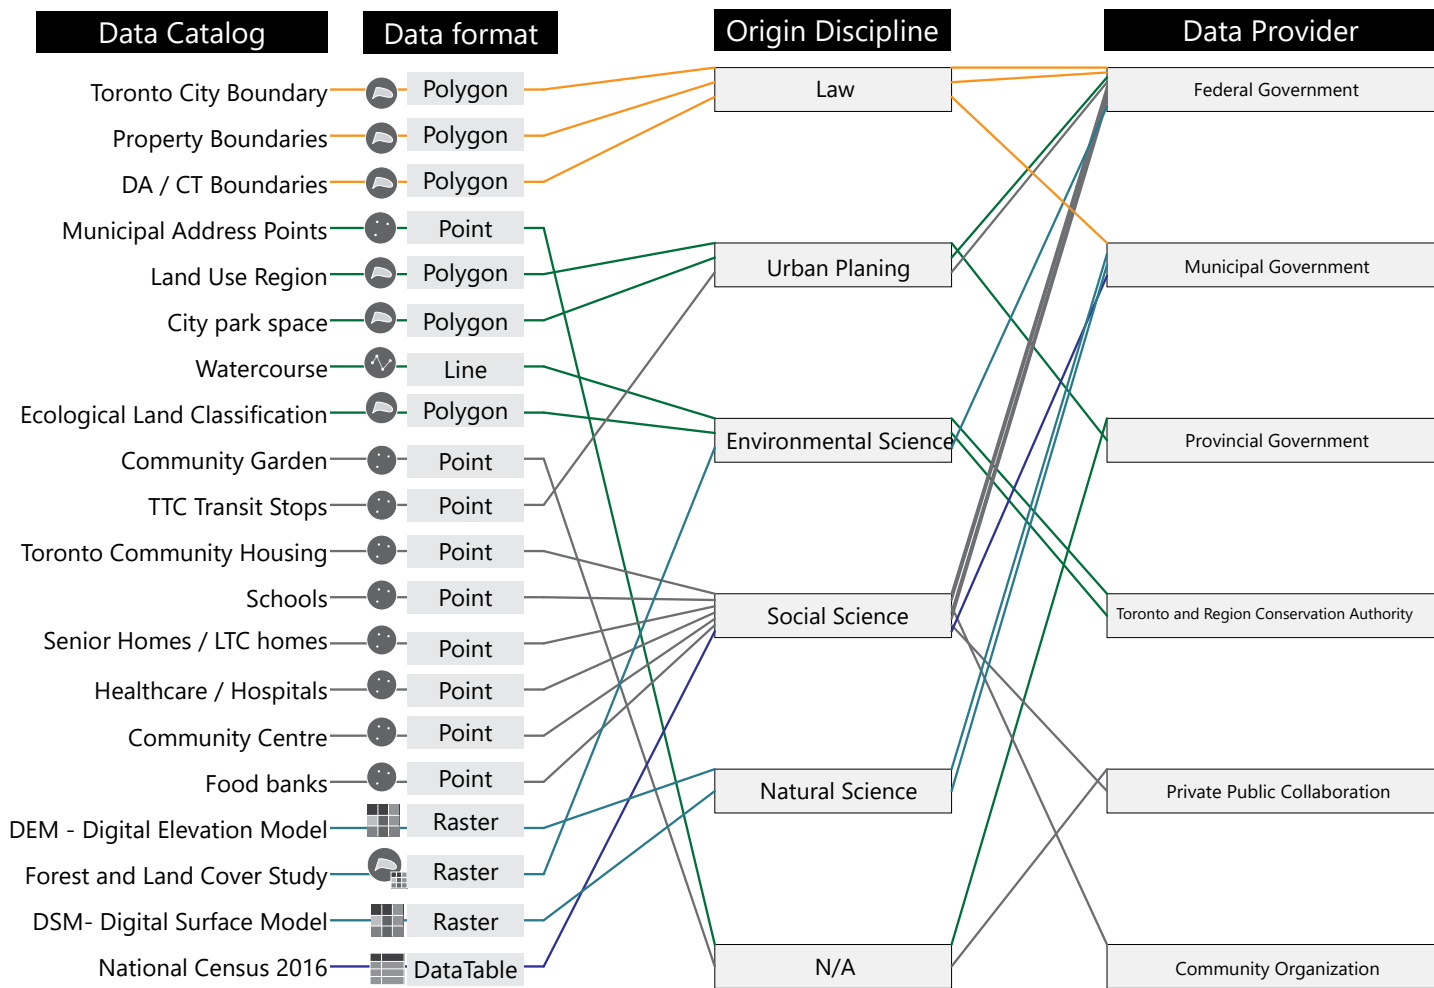 Data Catalog
Data format
Origin Discipline
Data Provider
Toronto City Boundary
Polygon
Law
Federal Government
Property Boundaries
Polygon
DA / CT Boundaries
Polygon
Municipal Address Points
Point
Land Use Region
Polygon
Urban Planing
Municipal Government
City park space
Polygon
Watercourse
Line
Ecological Land Classification
Polygon
Environmental Science
Provincial Government
Community Garden
Point
TTC Transit Stops
Point
Toronto Community Housing
Point
Schools
Point
Social Science
Toronto and Region Conservation Authority
Senior Homes / LTC homes
Point
Healthcare / Hospitals
Point
Community Centre
Point
Food banks
Point
Natural Science
Private Public Collaboration
DEM - Digital Elevation Model
Raster
Forest and Land Cover Study
Raster
DSM- Digital Surface Model
Raster
National Census 2016
DataTable
N/A
Community Organization